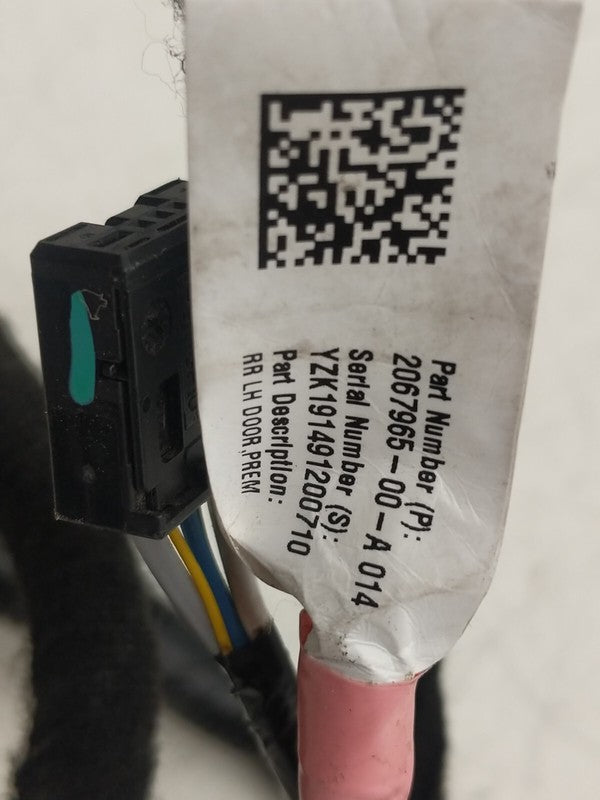 Part Number (P):
2067965-00-A 014
Serial Number (S):
YZK191491200710
Part Description:
RR LH DOOR,PREM